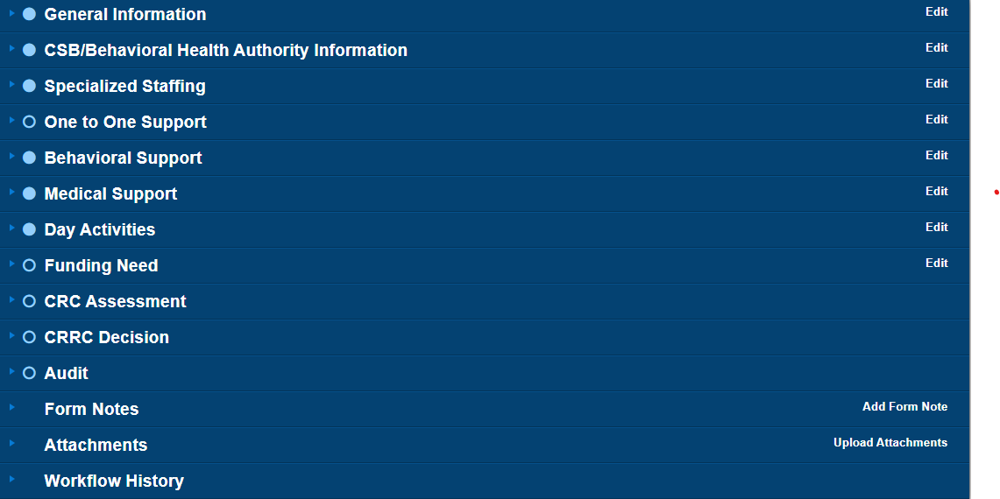 General Information Edit
CSB/Behavioral Health Authority Information Edit
Specialized Staffing Edit
One to One Support Edit
Behavioral Support Edit
Medical Support Edit
Day Activities Edit
Funding Need Edit
CRC Assessment
CRRC Decision
Audit
Form Notes Add Form Note
Attachments Upload Attachments
Workflow History